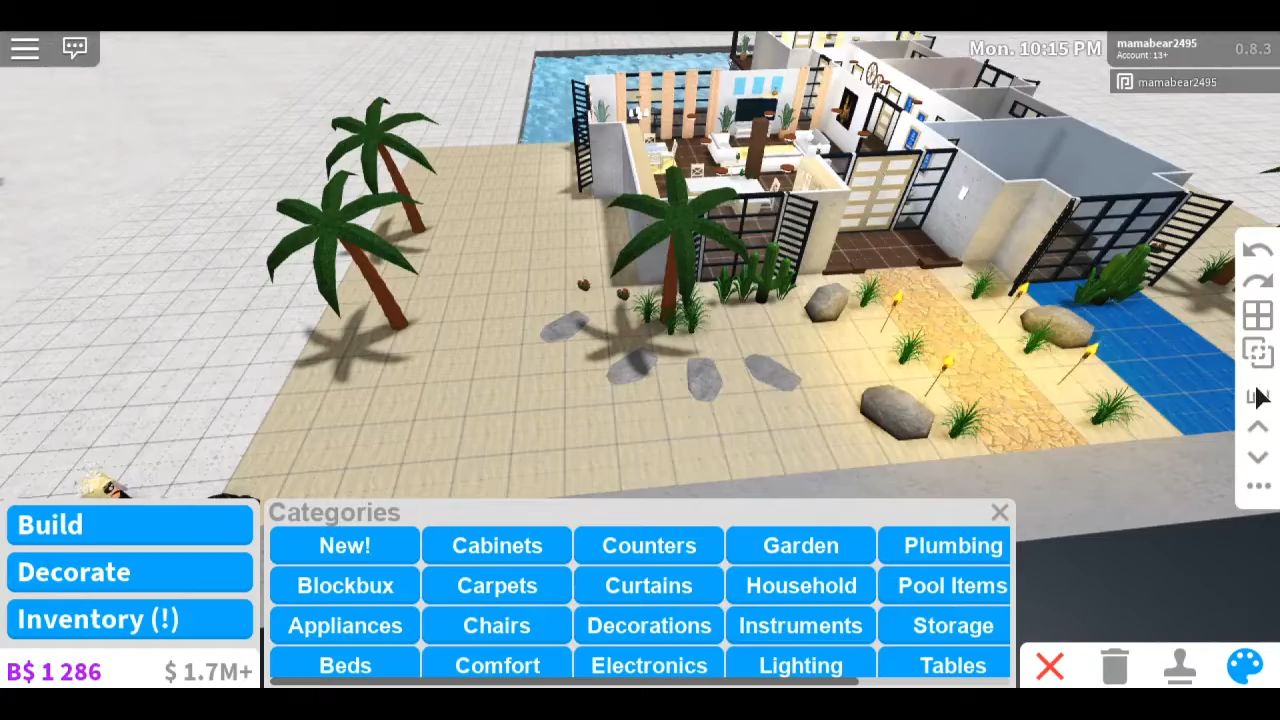 Mon. 10:15 PM
mamabear2495
Account: 13+
0.8.3
mamabear2495
Build
Decorate
Inventory (!)
B$ 1 286
$ 1.7M+
Categories
New! Cabinets Counters Garden Plumbing
Blockbux Carpets Curtains Household Pool Items
Appliances Chairs Decorations Instruments Storage
Beds Comfort Electronics Lighting Tables